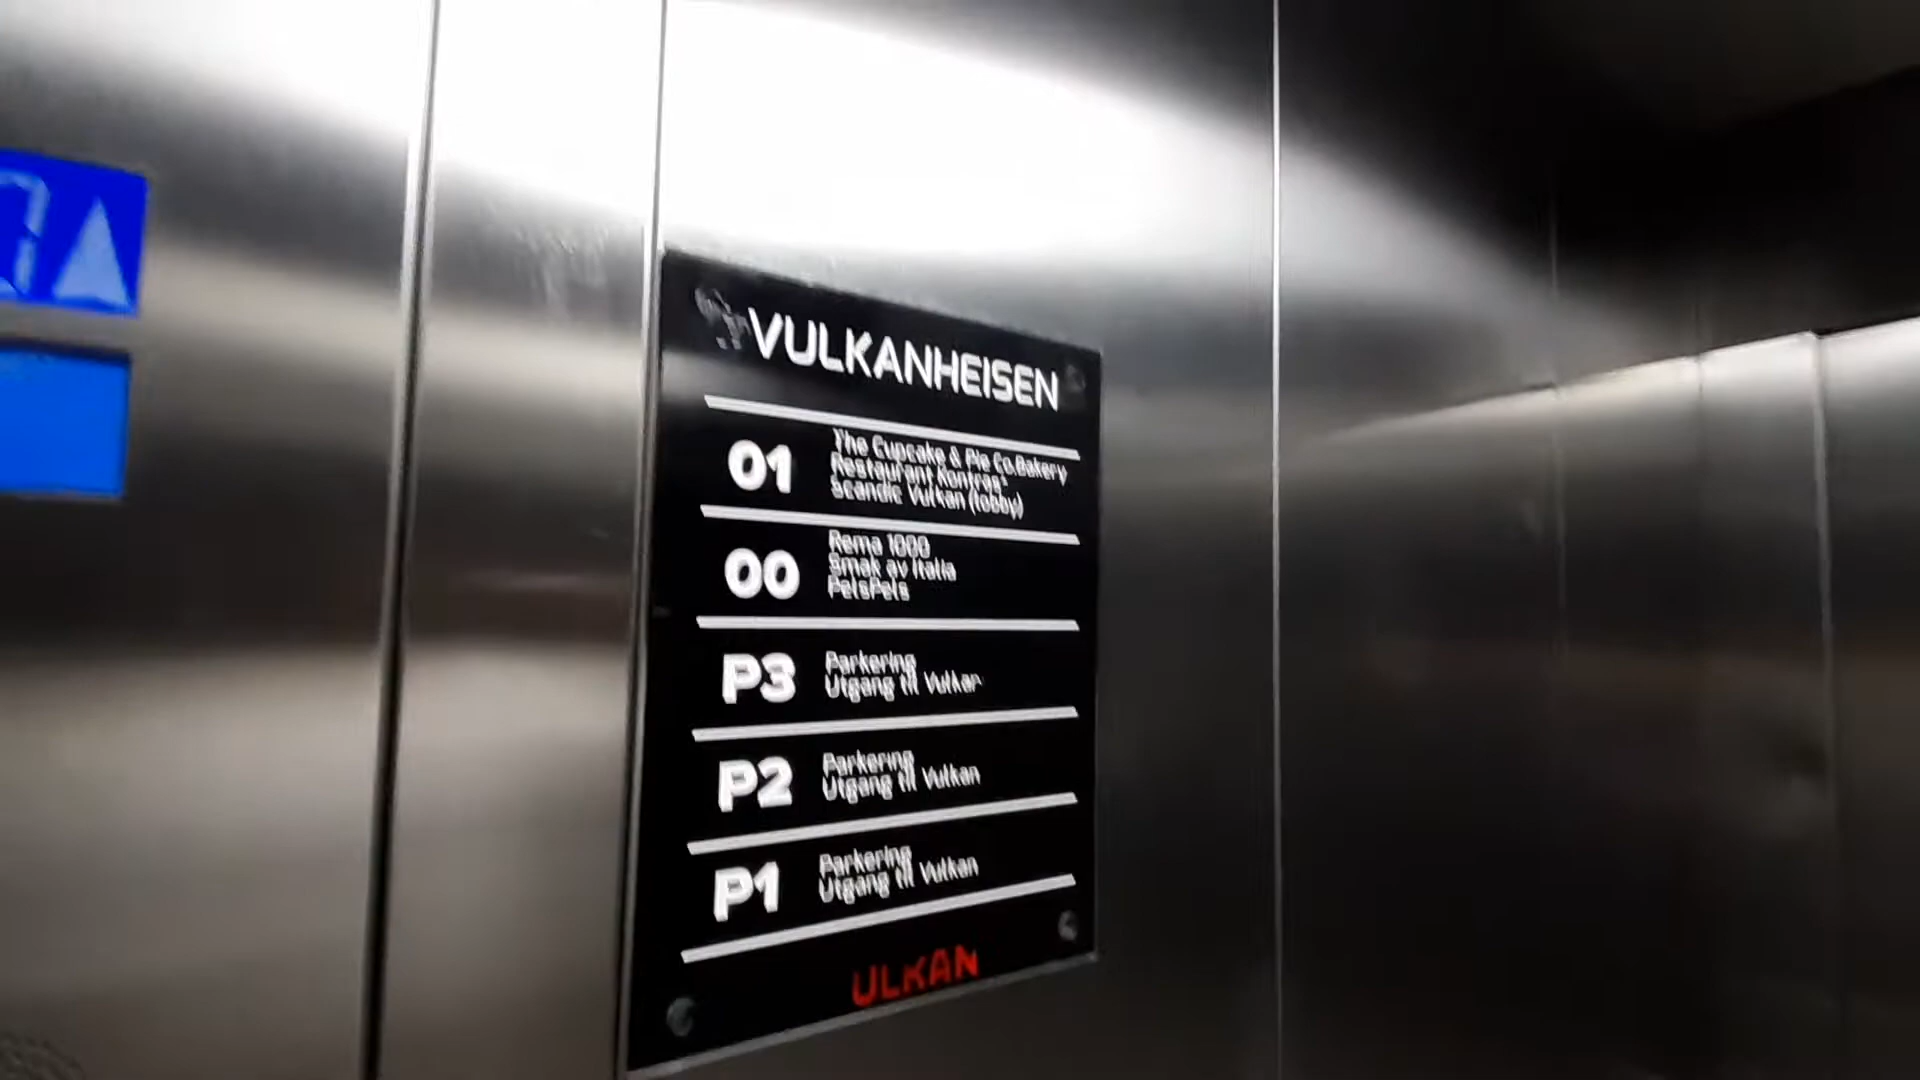 VULKANHEISEN
01
The Cupcake & Pie Co.Bakery
Restaurant Kontrast
Scandic Vulkan (lobby)
00
Rema 1000
Smak av Italia
PelsPels
P3
Parkering
Utgang til Vulkan
P2
Parkering
Utgang til Vulkan
P1
Parkering
Utgang til Vulkan
ULKAN